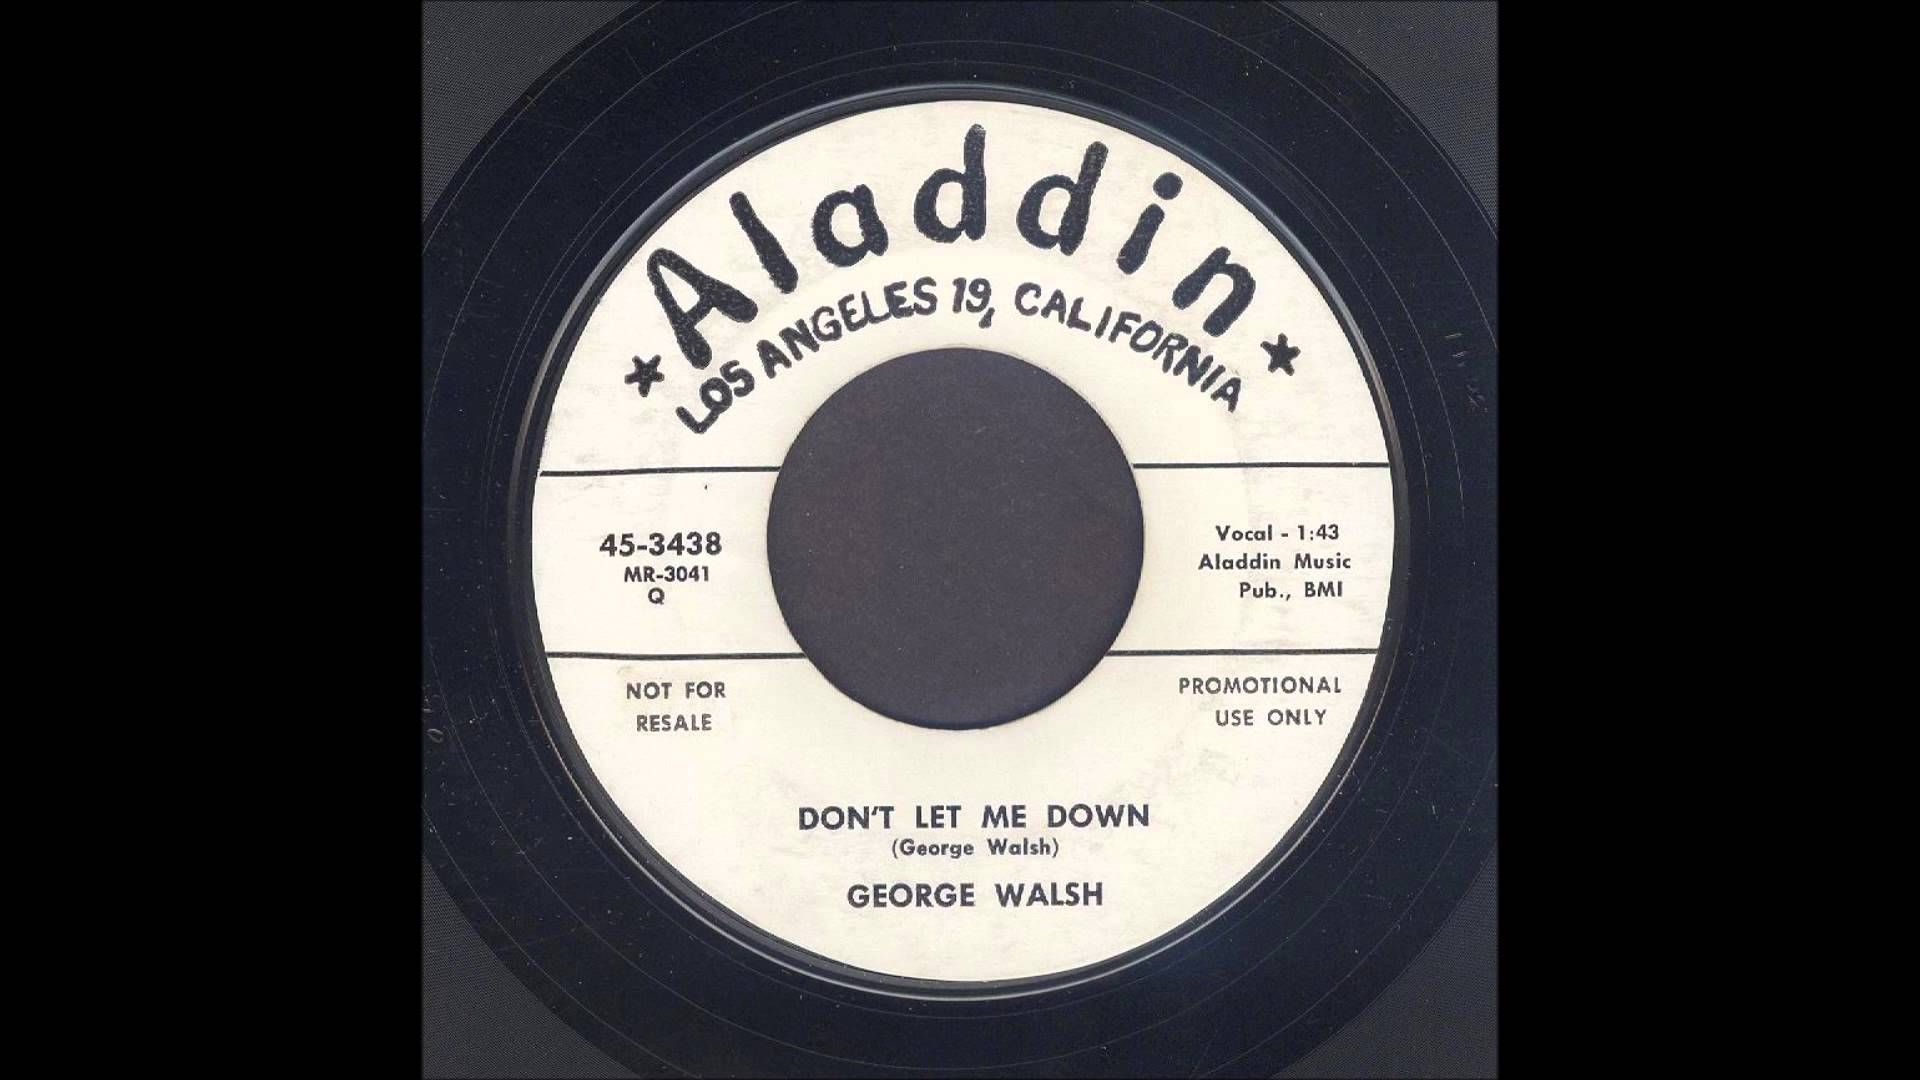 Aladdin
LOS ANGELES 19, CALIFORNIA
45-3438
MR-3041
Q
Vocal - 1:43
Aladdin Music
Pub., BMI
NOT FOR
RESALE
PROMOTIONAL
USE ONLY
DON'T LET ME DOWN
(George Walsh)
GEORGE WALSH